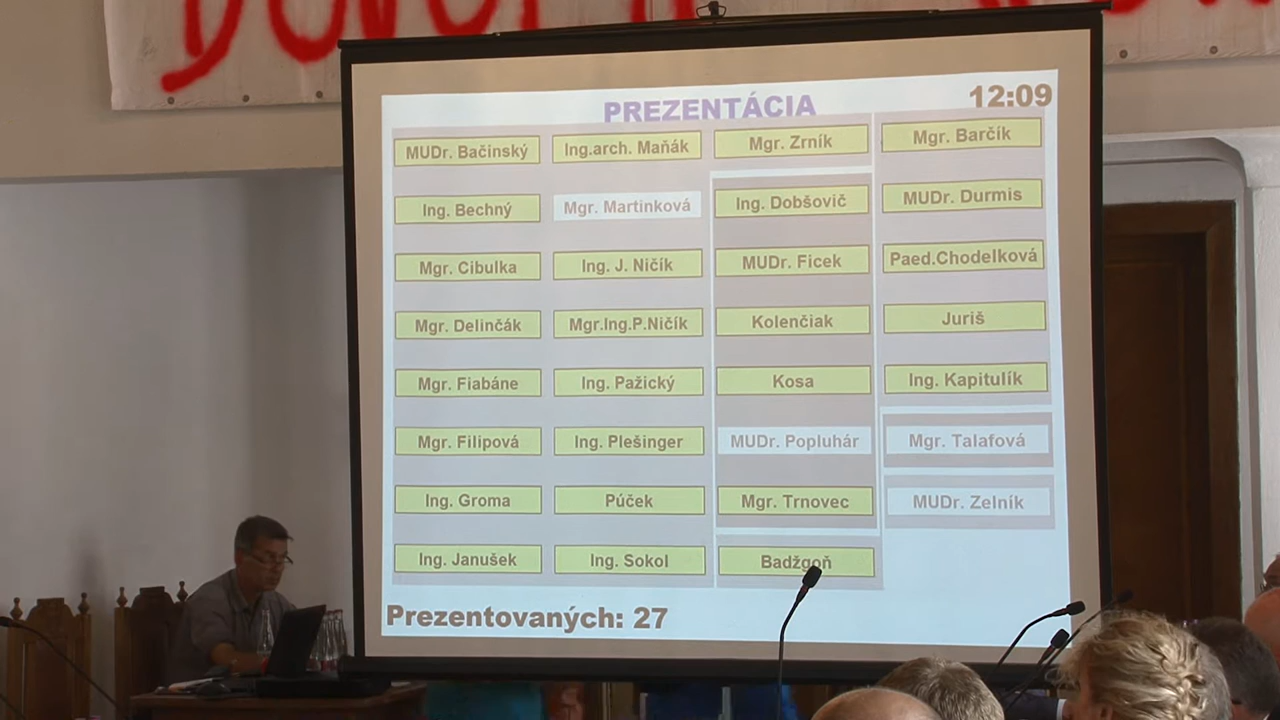 PREZENTÁCIA
12:09
MUDr. Bačinský
Ing.arch. Maňák
Mgr. Zrník
Mgr. Barčík
Ing. Bechný
Mgr. Martinková
Ing. Dobšovič
MUDr. Durmis
Mgr. Cibulka
Ing. J. Ničík
MUDr. Ficek
Paed.Chodelková
Mgr. Delinčák
Mgr.Ing.P.Ničík
Kolenčiak
Juriš
Mgr. Fiabáne
Ing. Pažický
Kosa
Ing. Kapitulík
Mgr. Filipová
Ing. Plešinger
MUDr. Popluhár
Mgr. Talafová
Ing. Groma
Púček
Mgr. Trnovec
MUDr. Zelník
Ing. Janušek
Ing. Sokol
Badžgoň
Prezentovaných: 27